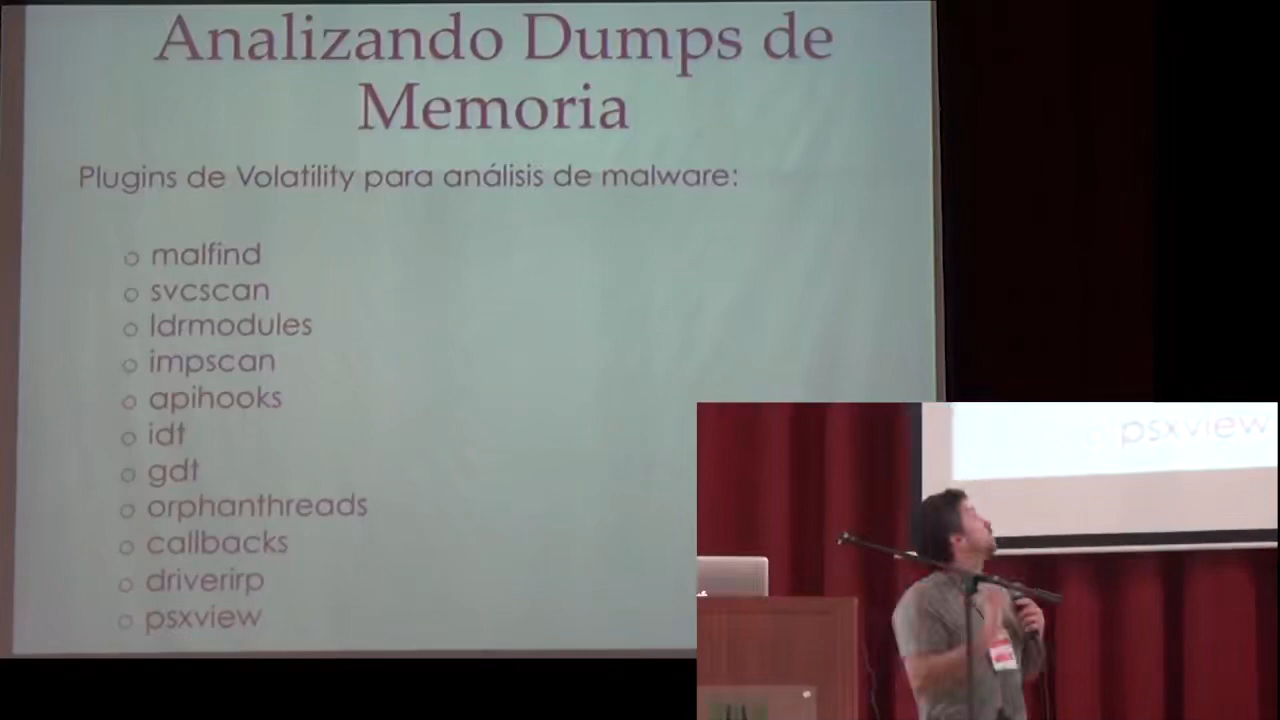 Analizando Dumps de
Memoria
Plugins de Volatility para análisis de malware:
o malfind
o svcscan
o ldrmodules
o impscan
o apihooks
o idt
o gdt
o orphanthreads
o callbacks
o driverirp
o psxview
psxview